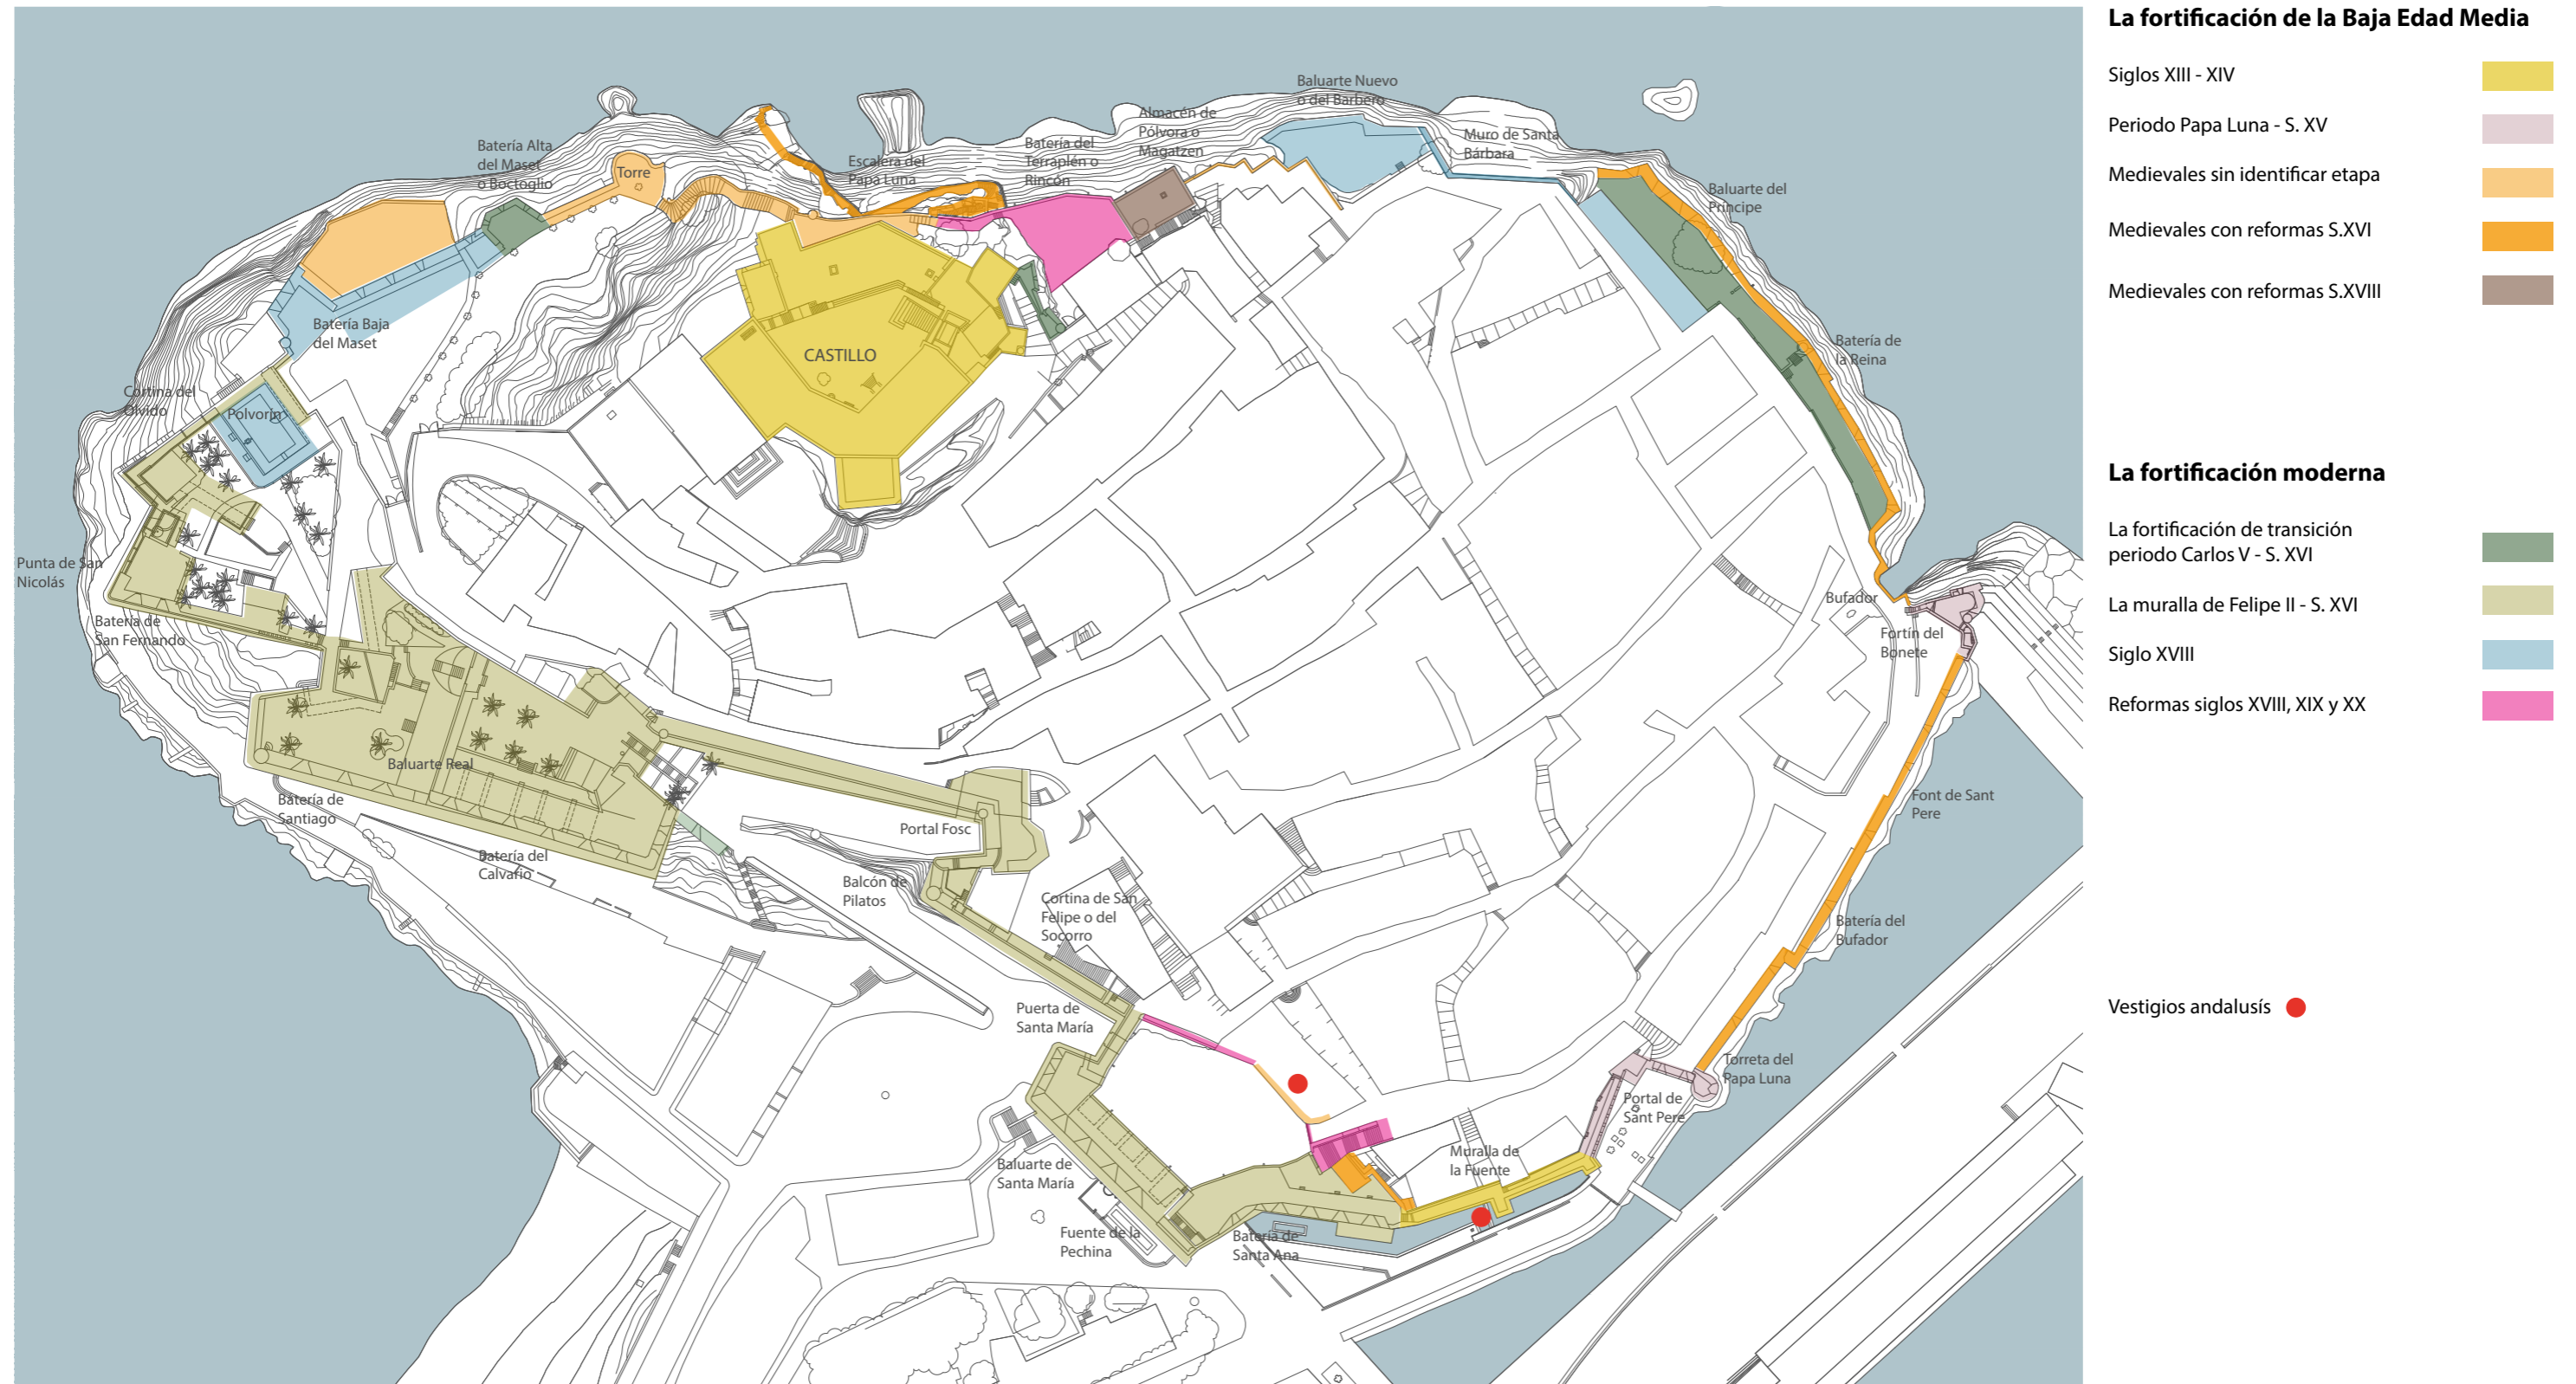 Baluarte Nuevo
o del Barbero
Almacén de
Pólvora o
Magatzen
Muro de Santa
Bárbara
Batería Alta
del Maset
o Boctoglio
Torre
Escalera del
Papa Luna
Batería del
Terraplén o
Rincón
Baluarte del
Príncipe
Batería Baja
del Maset
CASTILLO
Batería de
la Reina
Cortina del
Olvido
Polvorín
Punta de San
Nicolás
Batería de
San Fernando
Bufador
Fortín del
Bonete
Baluarte Real
Batería de
Santiago
Batería del
Calvario
Portal Fosc
Balcón de
Pilatos
Cortina de San
Felipe o del
Socorro
Font de Sant
Pere
Batería del
Bufador
Puerta de
Santa María
Torreta del
Papa Luna
Portal de
Sant Pere
Muralla de
la Fuente
Baluarte de
Santa María
Fuente de la
Pechina
Batería de
Santa Ana
La fortificación de la Baja Edad Media
Siglos XIII - XIV
Periodo Papa Luna - S. XV
Medievales sin identificar etapa
Medievales con reformas S.XVI
Medievales con reformas S.XVIII
La fortificación moderna
La fortificación de transición
periodo Carlos V - S. XVI
La muralla de Felipe II - S. XVI
Siglo XVIII
Reformas siglos XVIII, XIX y XX
Vestigios andalusís